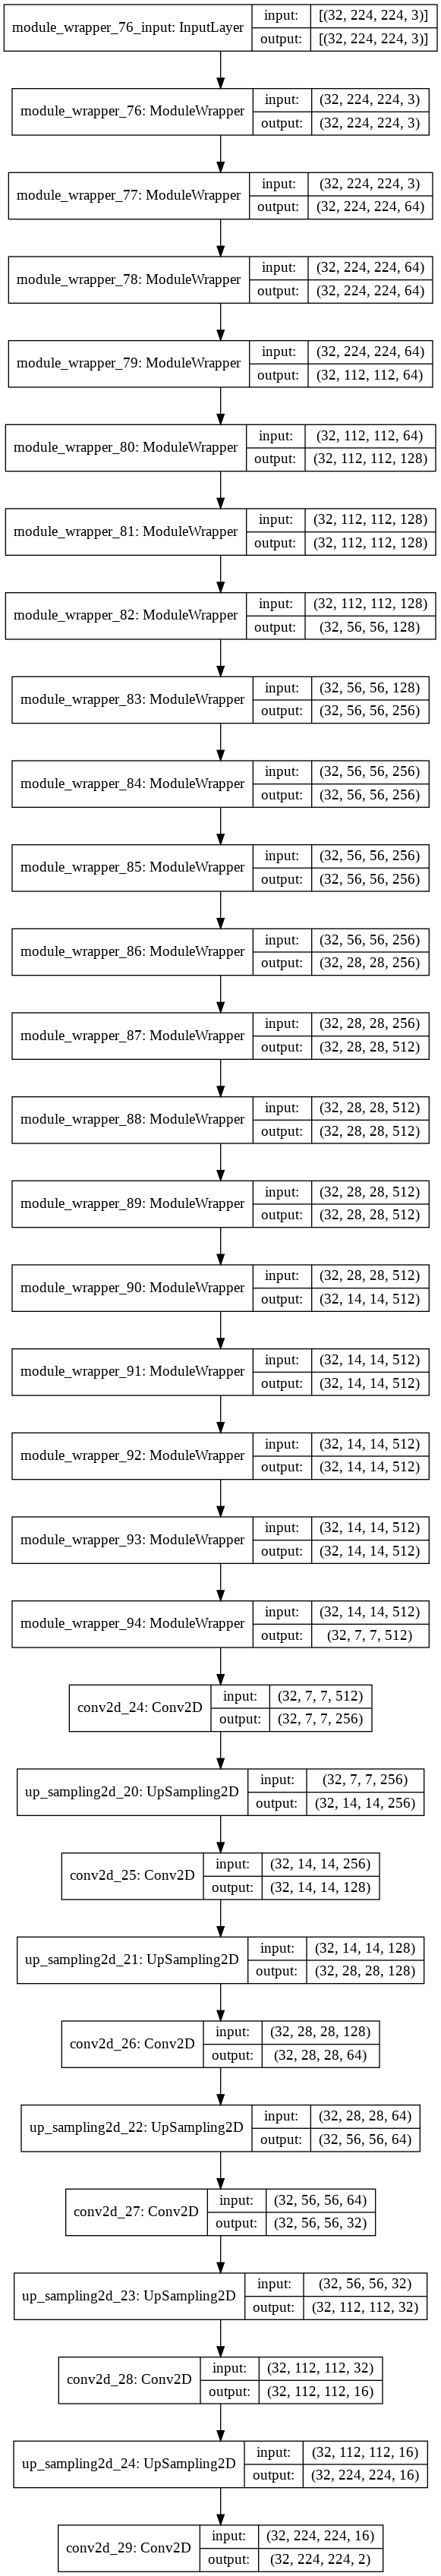 module_wrapper_76_input: InputLayer
input: [(32, 224, 224, 3)]
output: [(32, 224, 224, 3)]
module_wrapper_76: ModuleWrapper
input: (32, 224, 224, 3)
output: (32, 224, 224, 3)
module_wrapper_77: ModuleWrapper
input: (32, 224, 224, 3)
output: (32, 224, 224, 64)
module_wrapper_78: ModuleWrapper
input: (32, 224, 224, 64)
output: (32, 224, 224, 64)
module_wrapper_79: ModuleWrapper
input: (32, 224, 224, 64)
output: (32, 112, 112, 64)
module_wrapper_80: ModuleWrapper
input: (32, 112, 112, 64)
output: (32, 112, 112, 128)
module_wrapper_81: ModuleWrapper
input: (32, 112, 112, 128)
output: (32, 112, 112, 128)
module_wrapper_82: ModuleWrapper
input: (32, 112, 112, 128)
output: (32, 56, 56, 128)
module_wrapper_83: ModuleWrapper
input: (32, 56, 56, 128)
output: (32, 56, 56, 256)
module_wrapper_84: ModuleWrapper
input: (32, 56, 56, 256)
output: (32, 56, 56, 256)
module_wrapper_85: ModuleWrapper
input: (32, 56, 56, 256)
output: (32, 56, 56, 256)
module_wrapper_86: ModuleWrapper
input: (32, 56, 56, 256)
output: (32, 28, 28, 256)
module_wrapper_87: ModuleWrapper
input: (32, 28, 28, 256)
output: (32, 28, 28, 512)
module_wrapper_88: ModuleWrapper
input: (32, 28, 28, 512)
output: (32, 28, 28, 512)
module_wrapper_89: ModuleWrapper
input: (32, 28, 28, 512)
output: (32, 28, 28, 512)
module_wrapper_90: ModuleWrapper
input: (32, 28, 28, 512)
output: (32, 14, 14, 512)
module_wrapper_91: ModuleWrapper
input: (32, 14, 14, 512)
output: (32, 14, 14, 512)
module_wrapper_92: ModuleWrapper
input: (32, 14, 14, 512)
output: (32, 14, 14, 512)
module_wrapper_93: ModuleWrapper
input: (32, 14, 14, 512)
output: (32, 14, 14, 512)
module_wrapper_94: ModuleWrapper
input: (32, 14, 14, 512)
output: (32, 7, 7, 512)
conv2d_24: Conv2D
input: (32, 7, 7, 512)
output: (32, 7, 7, 256)
up_sampling2d_20: UpSampling2D
input: (32, 7, 7, 256)
output: (32, 14, 14, 256)
conv2d_25: Conv2D
input: (32, 14, 14, 256)
output: (32, 14, 14, 128)
up_sampling2d_21: UpSampling2D
input: (32, 14, 14, 128)
output: (32, 28, 28, 128)
conv2d_26: Conv2D
input: (32, 28, 28, 128)
output: (32, 28, 28, 64)
up_sampling2d_22: UpSampling2D
input: (32, 28, 28, 64)
output: (32, 56, 56, 64)
conv2d_27: Conv2D
input: (32, 56, 56, 64)
output: (32, 56, 56, 32)
up_sampling2d_23: UpSampling2D
input: (32, 56, 56, 32)
output: (32, 112, 112, 32)
conv2d_28: Conv2D
input: (32, 112, 112, 32)
output: (32, 112, 112, 16)
up_sampling2d_24: UpSampling2D
input: (32, 112, 112, 16)
output: (32, 224, 224, 16)
conv2d_29: Conv2D
input: (32, 224, 224, 16)
output: (32, 224, 224, 2)